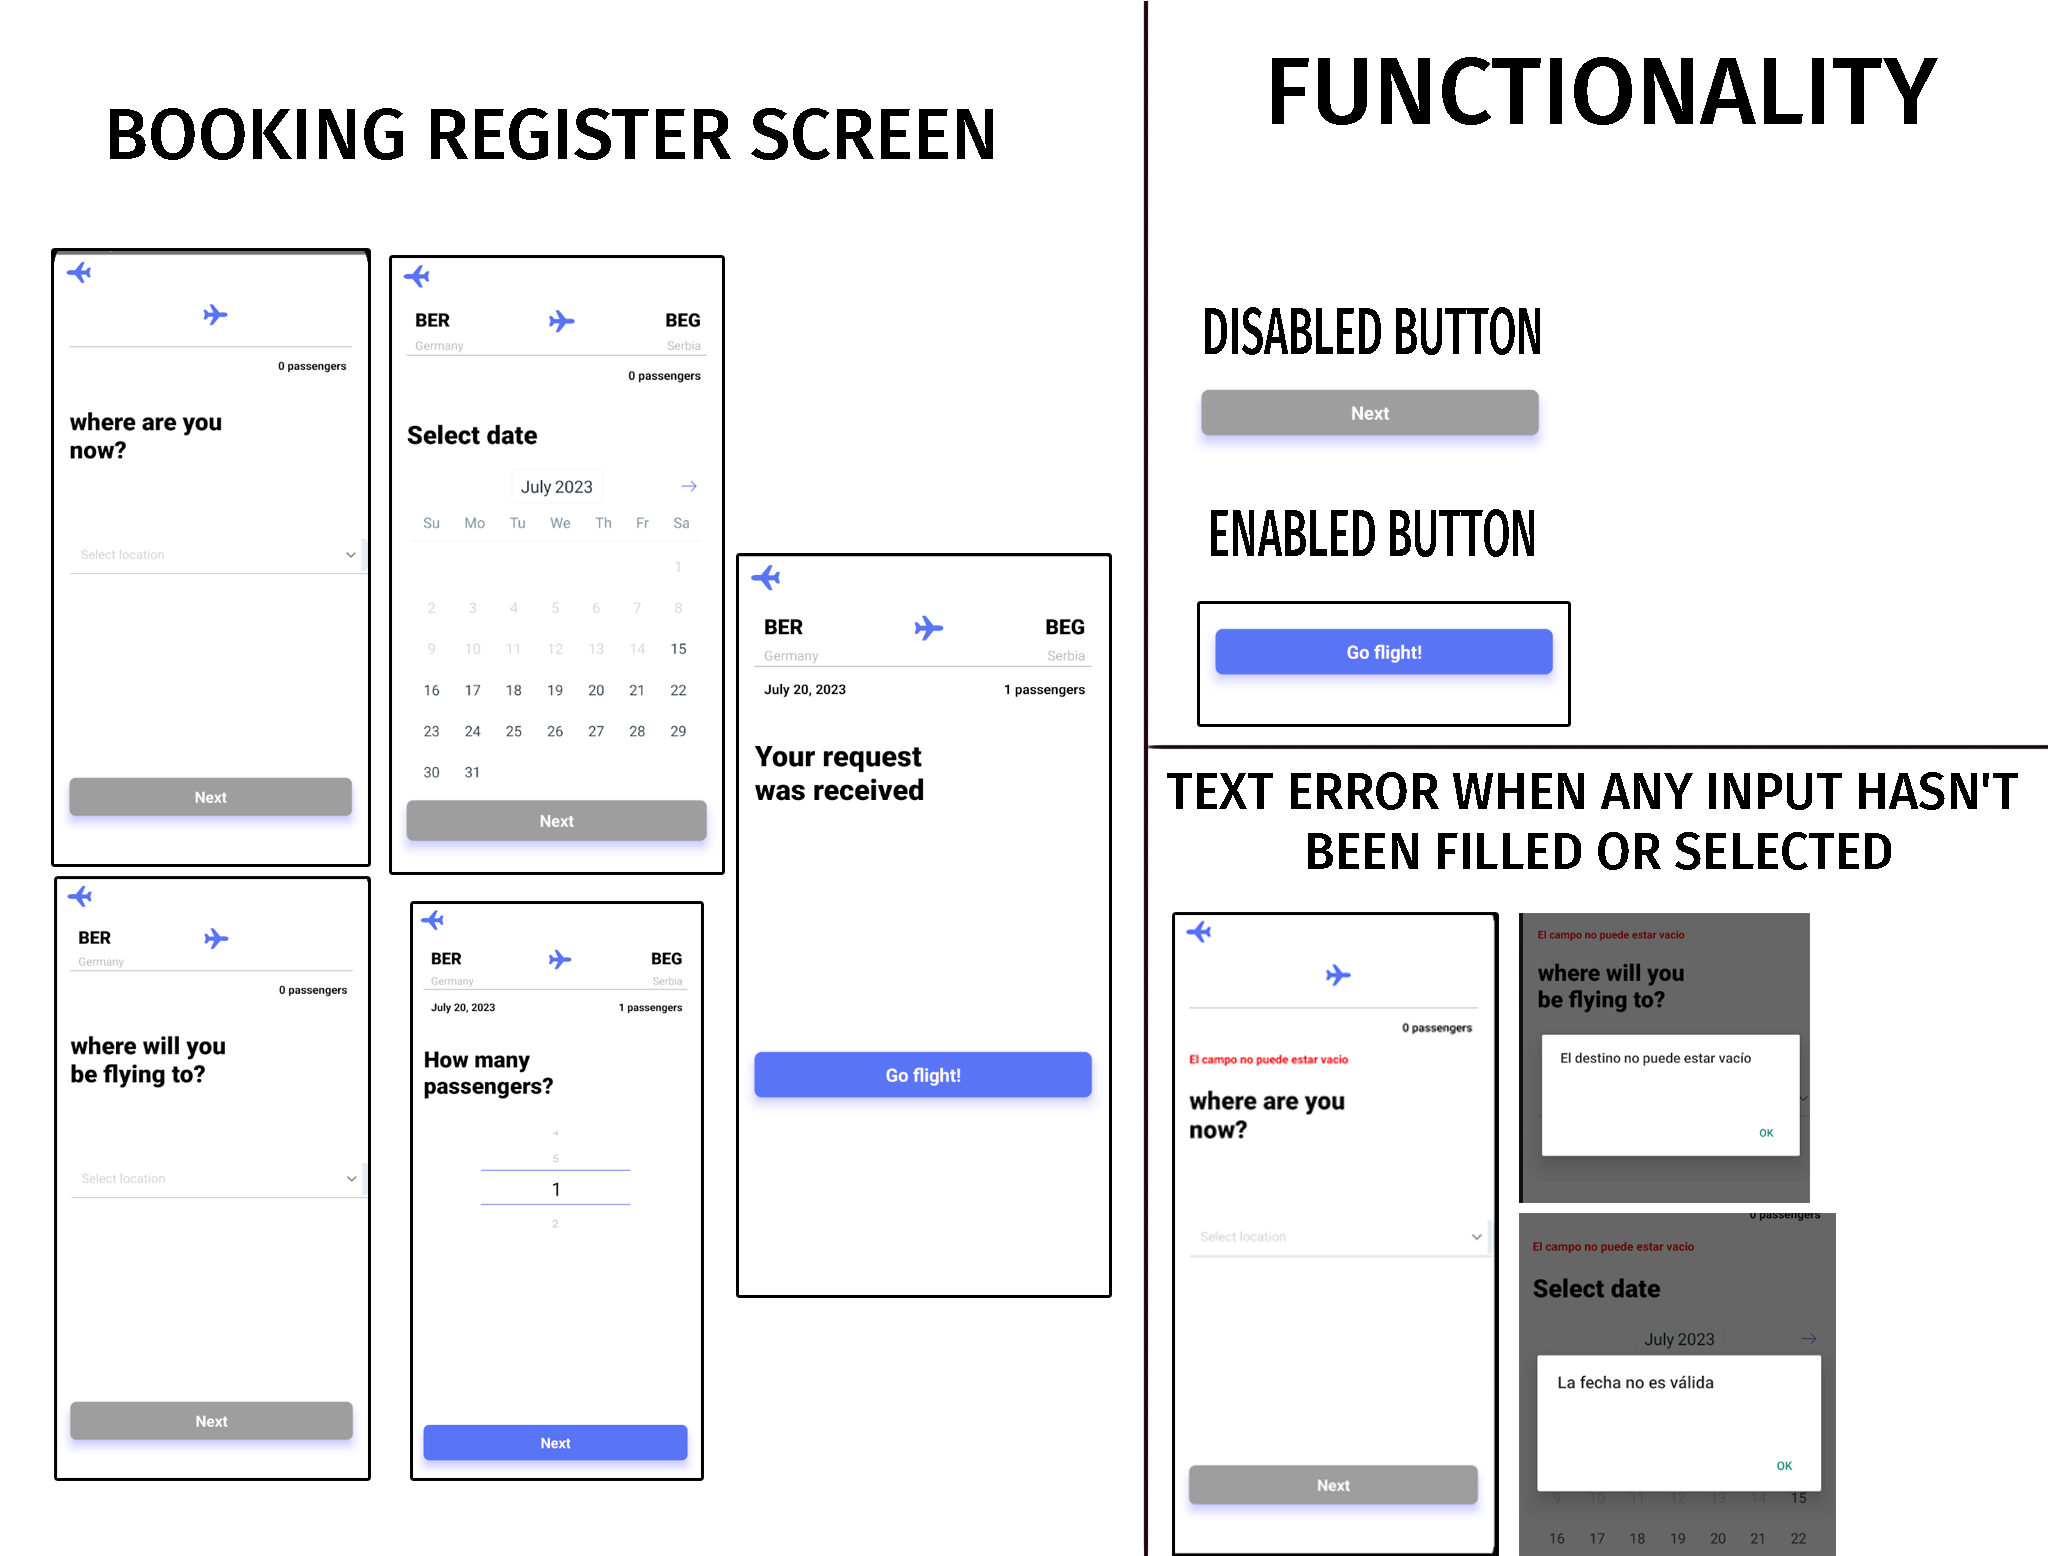 BOOKING REGISTER SCREEN
0 passengers
where are you
now?
Select location
Next
BER
BEG
Germany
Serbia
0 passengers
Select date
July 2023
Su Mo Tu We Th Fr Sa
1
2 3 4 5 6 7 8
9 10 11 12 13 14 15
16 17 18 19 20 21 22
23 24 25 26 27 28 29
30 31
Next
BER
Germany
0 passengers
where will you
be flying to?
Select location
Next
BER
BEG
Germany
Serbia
July 20, 2023
1 passengers
How many
passengers?
4
5
1
2
Next
BER
BEG
Germany
Serbia
July 20, 2023
1 passengers
Your request
was received
Go flight!
FUNCTIONALITY
DISABLED BUTTON
Next
ENABLED BUTTON
Go flight!
TEXT ERROR WHEN ANY INPUT HASN'T
BEEN FILLED OR SELECTED
0 passengers
El campo no puede estar vacio
where are you
now?
Select location
Next
El campo no puede estar vacio
where will you
be flying to?
El destino no puede estar vacío
OK
0 passengers
El campo no puede estar vacio
Select date
July 2023
La fecha no es válida
OK
9 10 11 12 13 14 15
16 17 18 19 20 21 22